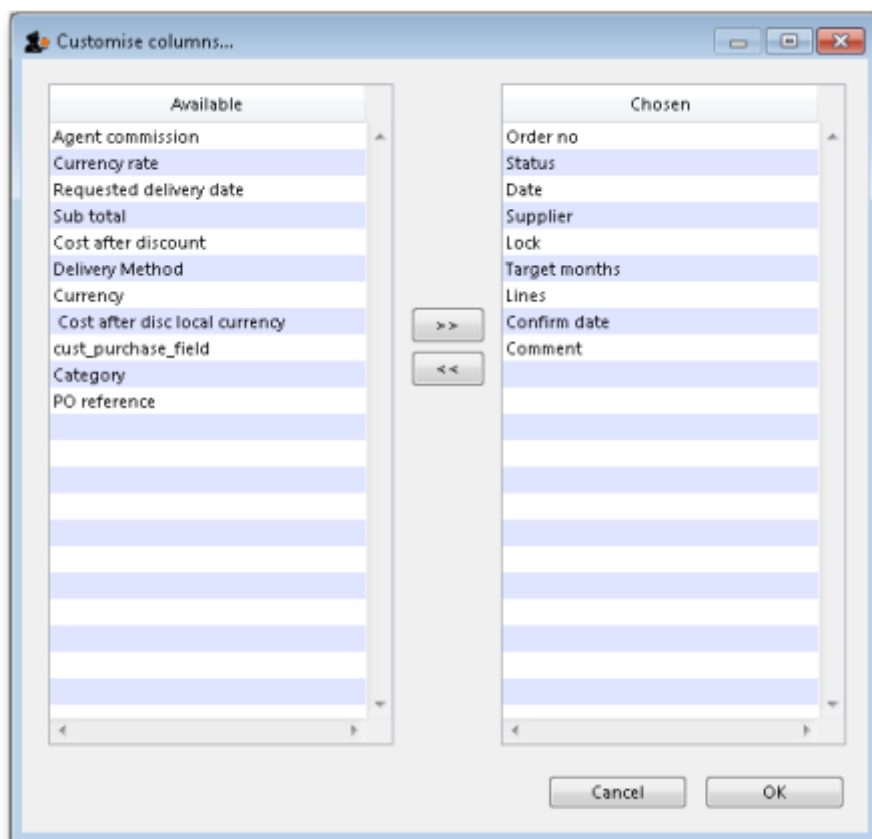 Customise columns...
Available
Agent commission
Currency rate
Requested delivery date
Sub total
Cost after discount
Delivery Method
Currency
Cost after disc local currency
cust_purchase_field
Category
PO reference
>>
<<
Chosen
Order no
Status
Date
Supplier
Lock
Target months
Lines
Confirm date
Comment
Cancel
OK